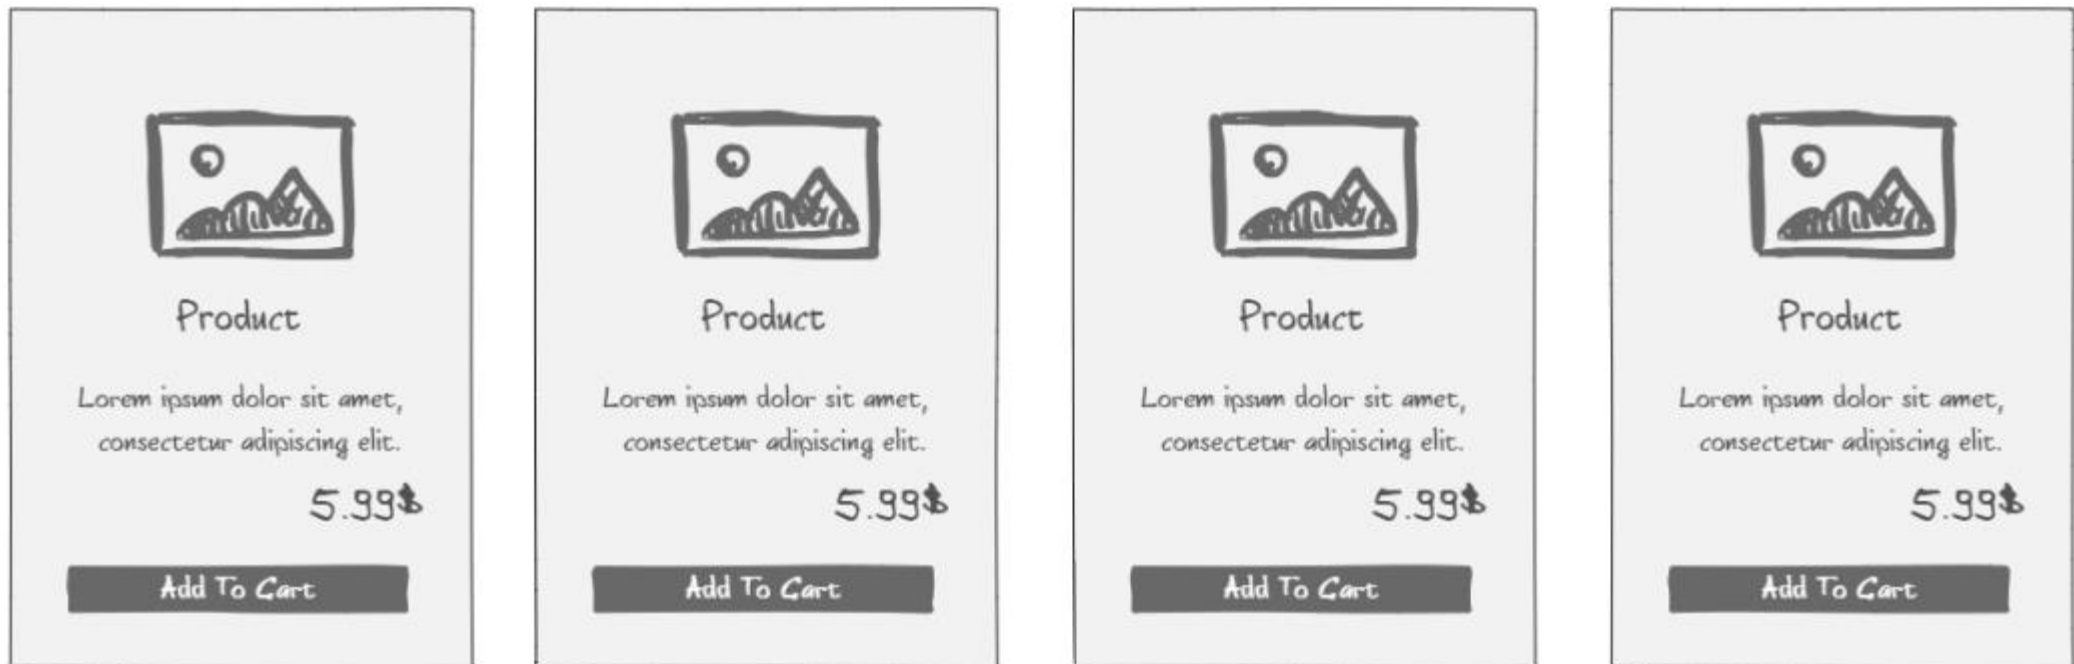 Product
Lorem ipsum dolor sit amet,
consectetur adipiscing elit.
5.99$
Add To Cart
Product
Lorem ipsum dolor sit amet,
consectetur adipiscing elit.
5.99$
Add To Cart
Product
Lorem ipsum dolor sit amet,
consectetur adipiscing elit.
5.99$
Add To Cart
Product
Lorem ipsum dolor sit amet,
consectetur adipiscing elit.
5.99$
Add To Cart